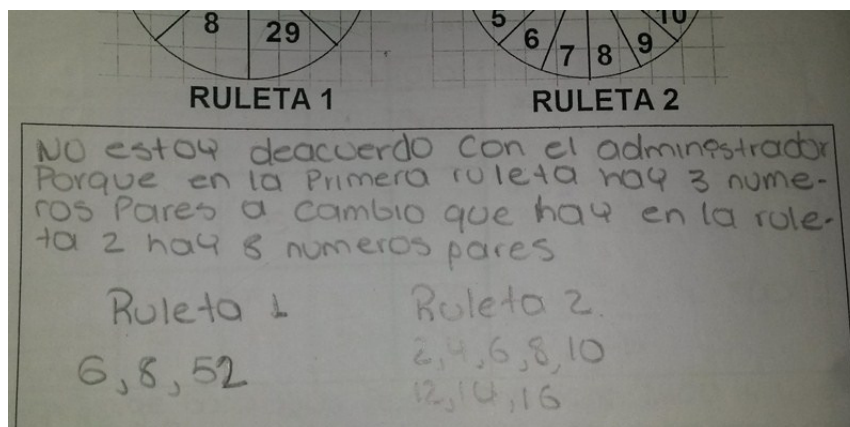 8 29
5 6 7 8 9 10
RULETA 1 RULETA 2
NO estoy deacuerdo con el administrador
Porque en la Primera ruleta hay 3 nume-
ros Pares a cambio que hay en la rule-
ta 2 hay 8 numeros pares
Ruleta 1 Ruleta 2.
6, 8, 52 2, 4, 6, 8, 10
12, 14, 16